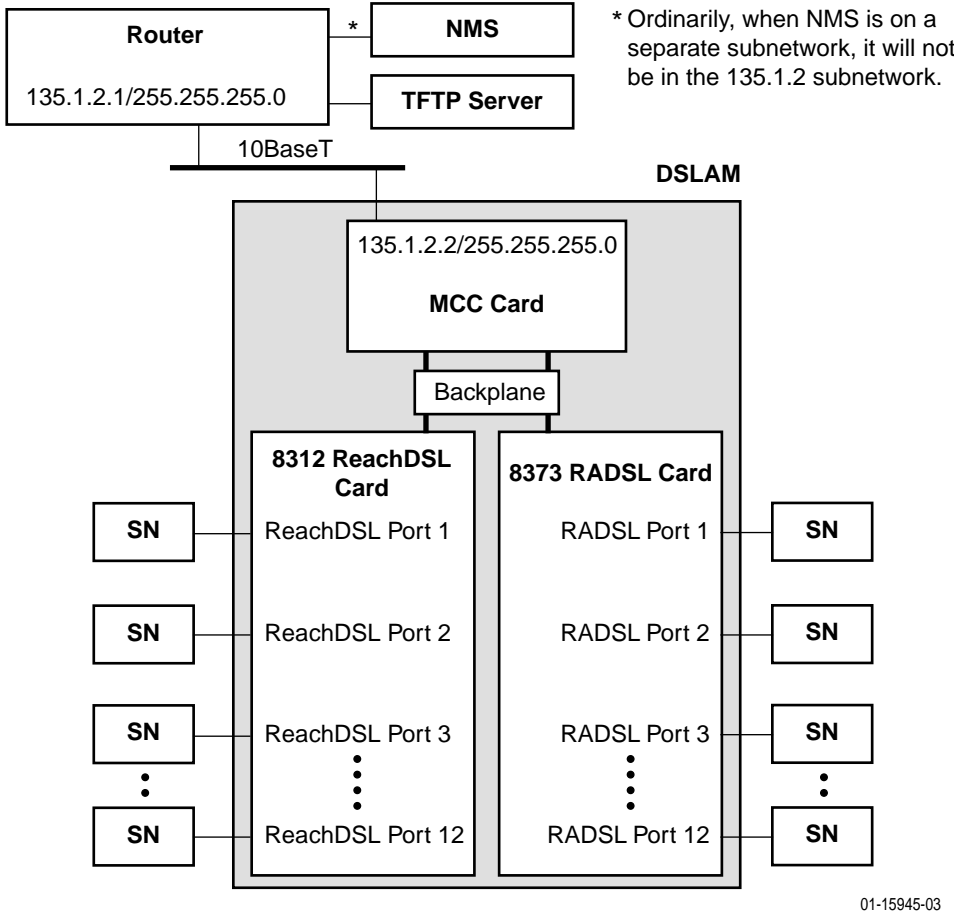 Router
135.1.2.1/255.255.255.0
*
NMS
TFTP Server
* Ordinarily, when NMS is on a
separate subnetwork, it will not
be in the 135.1.2 subnetwork.
10BaseT
DSLAM
135.1.2.2/255.255.255.0
MCC Card
Backplane
8312 ReachDSL
Card
8373 RADSL Card
SN
ReachDSL Port 1
RADSL Port 1
SN
SN
ReachDSL Port 2
RADSL Port 2
SN
SN
ReachDSL Port 3
RADSL Port 3
SN
SN
ReachDSL Port 12
RADSL Port 12
SN
01-15945-03